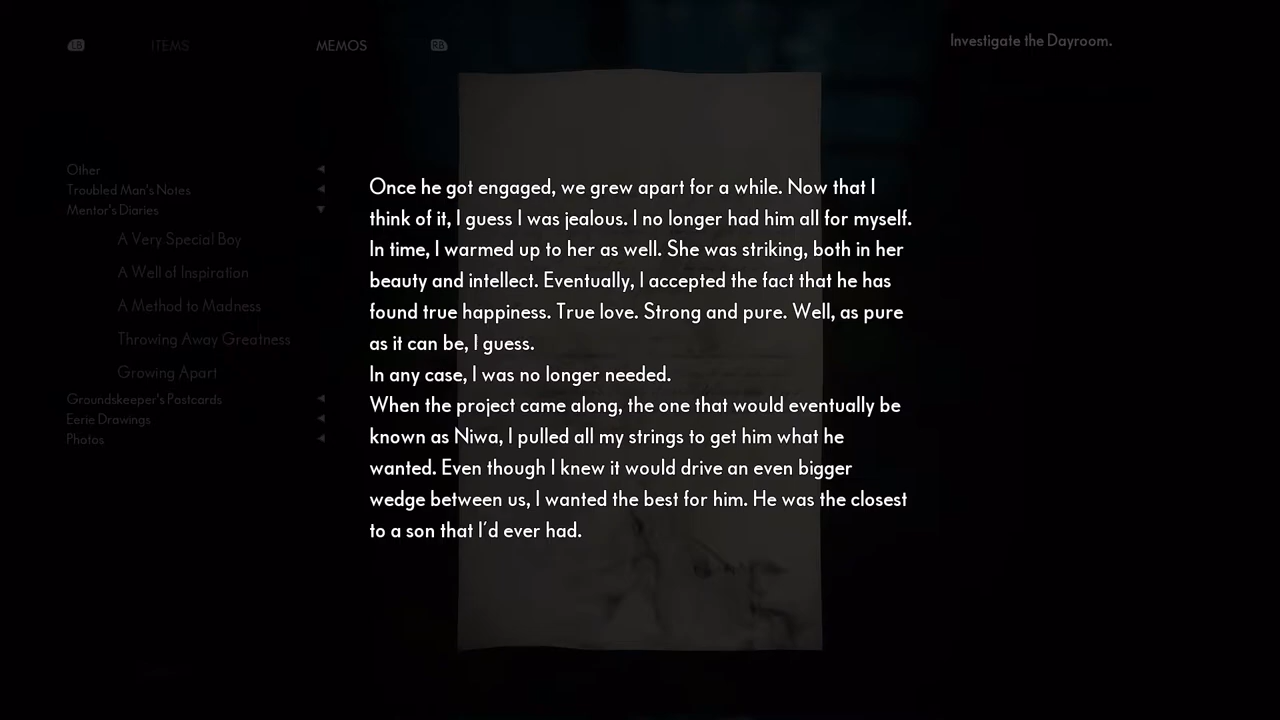 LB
ITEMS
MEMOS
RB
Investigate the Dayroom.
Other
Troubled Man's Notes
Mentor's Diaries
A Very Special Boy
A Well of Inspiration
A Method to Madness
Throwing Away Greatness
Growing Apart
Groundskeeper's Postcards
Eerie Drawings
Photos
Once he got engaged, we grew apart for a while. Now that I
think of it, I guess I was jealous. I no longer had him all for myself.
In time, I warmed up to her as well. She was striking, both in her
beauty and intellect. Eventually, I accepted the fact that he has
found true happiness. True love. Strong and pure. Well, as pure
as it can be, I guess.
In any case, I was no longer needed.
When the project came along, the one that would eventually be
known as Niwa, I pulled all my strings to get him what he
wanted. Even though I knew it would drive an even bigger
wedge between us, I wanted the best for him. He was the closest
to a son that I'd ever had.